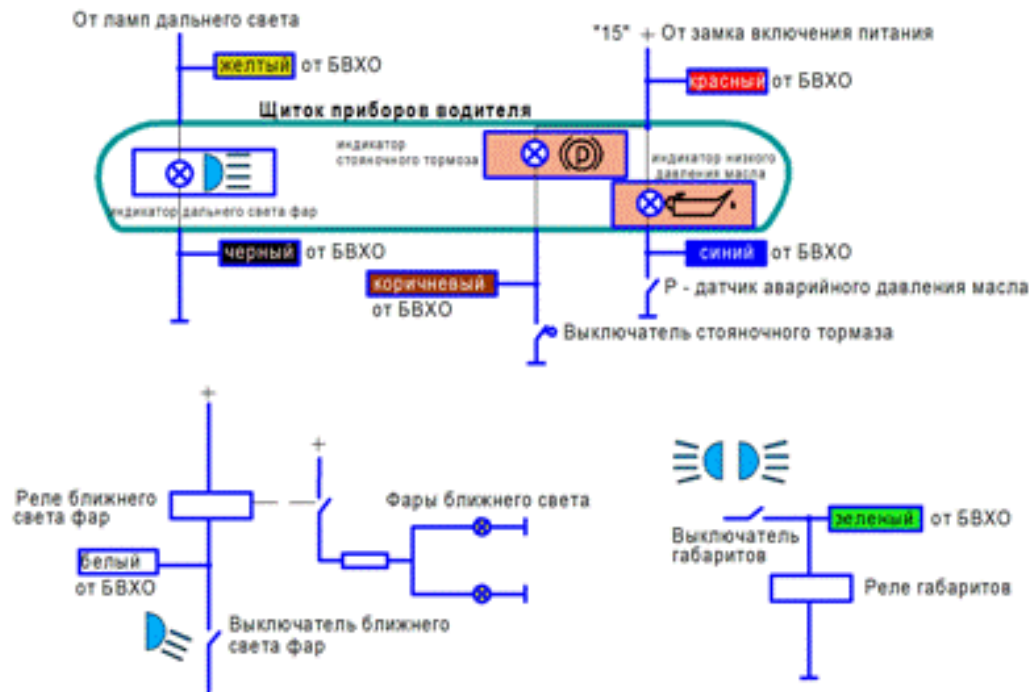 От ламп дальнего света
"15" + От замка включения питания
желтый от БВХО
красный от БВХО
Щиток приборов водителя
индикатор
стояночного тормоза
индикатор низкого
давления масла
индикатор дальнего света фар
черный от БВХО
синий от БВХО
коричневый
от БВХО
Р - датчик аварийного давления масла
Выключатель стояночного тормаза
+
+
Реле ближнего
света фар
Фары ближнего света
белый
от БВХО
зеленый от БВХО
Выключатель
габаритов
Реле габаритов
Выключатель ближнего
света фар